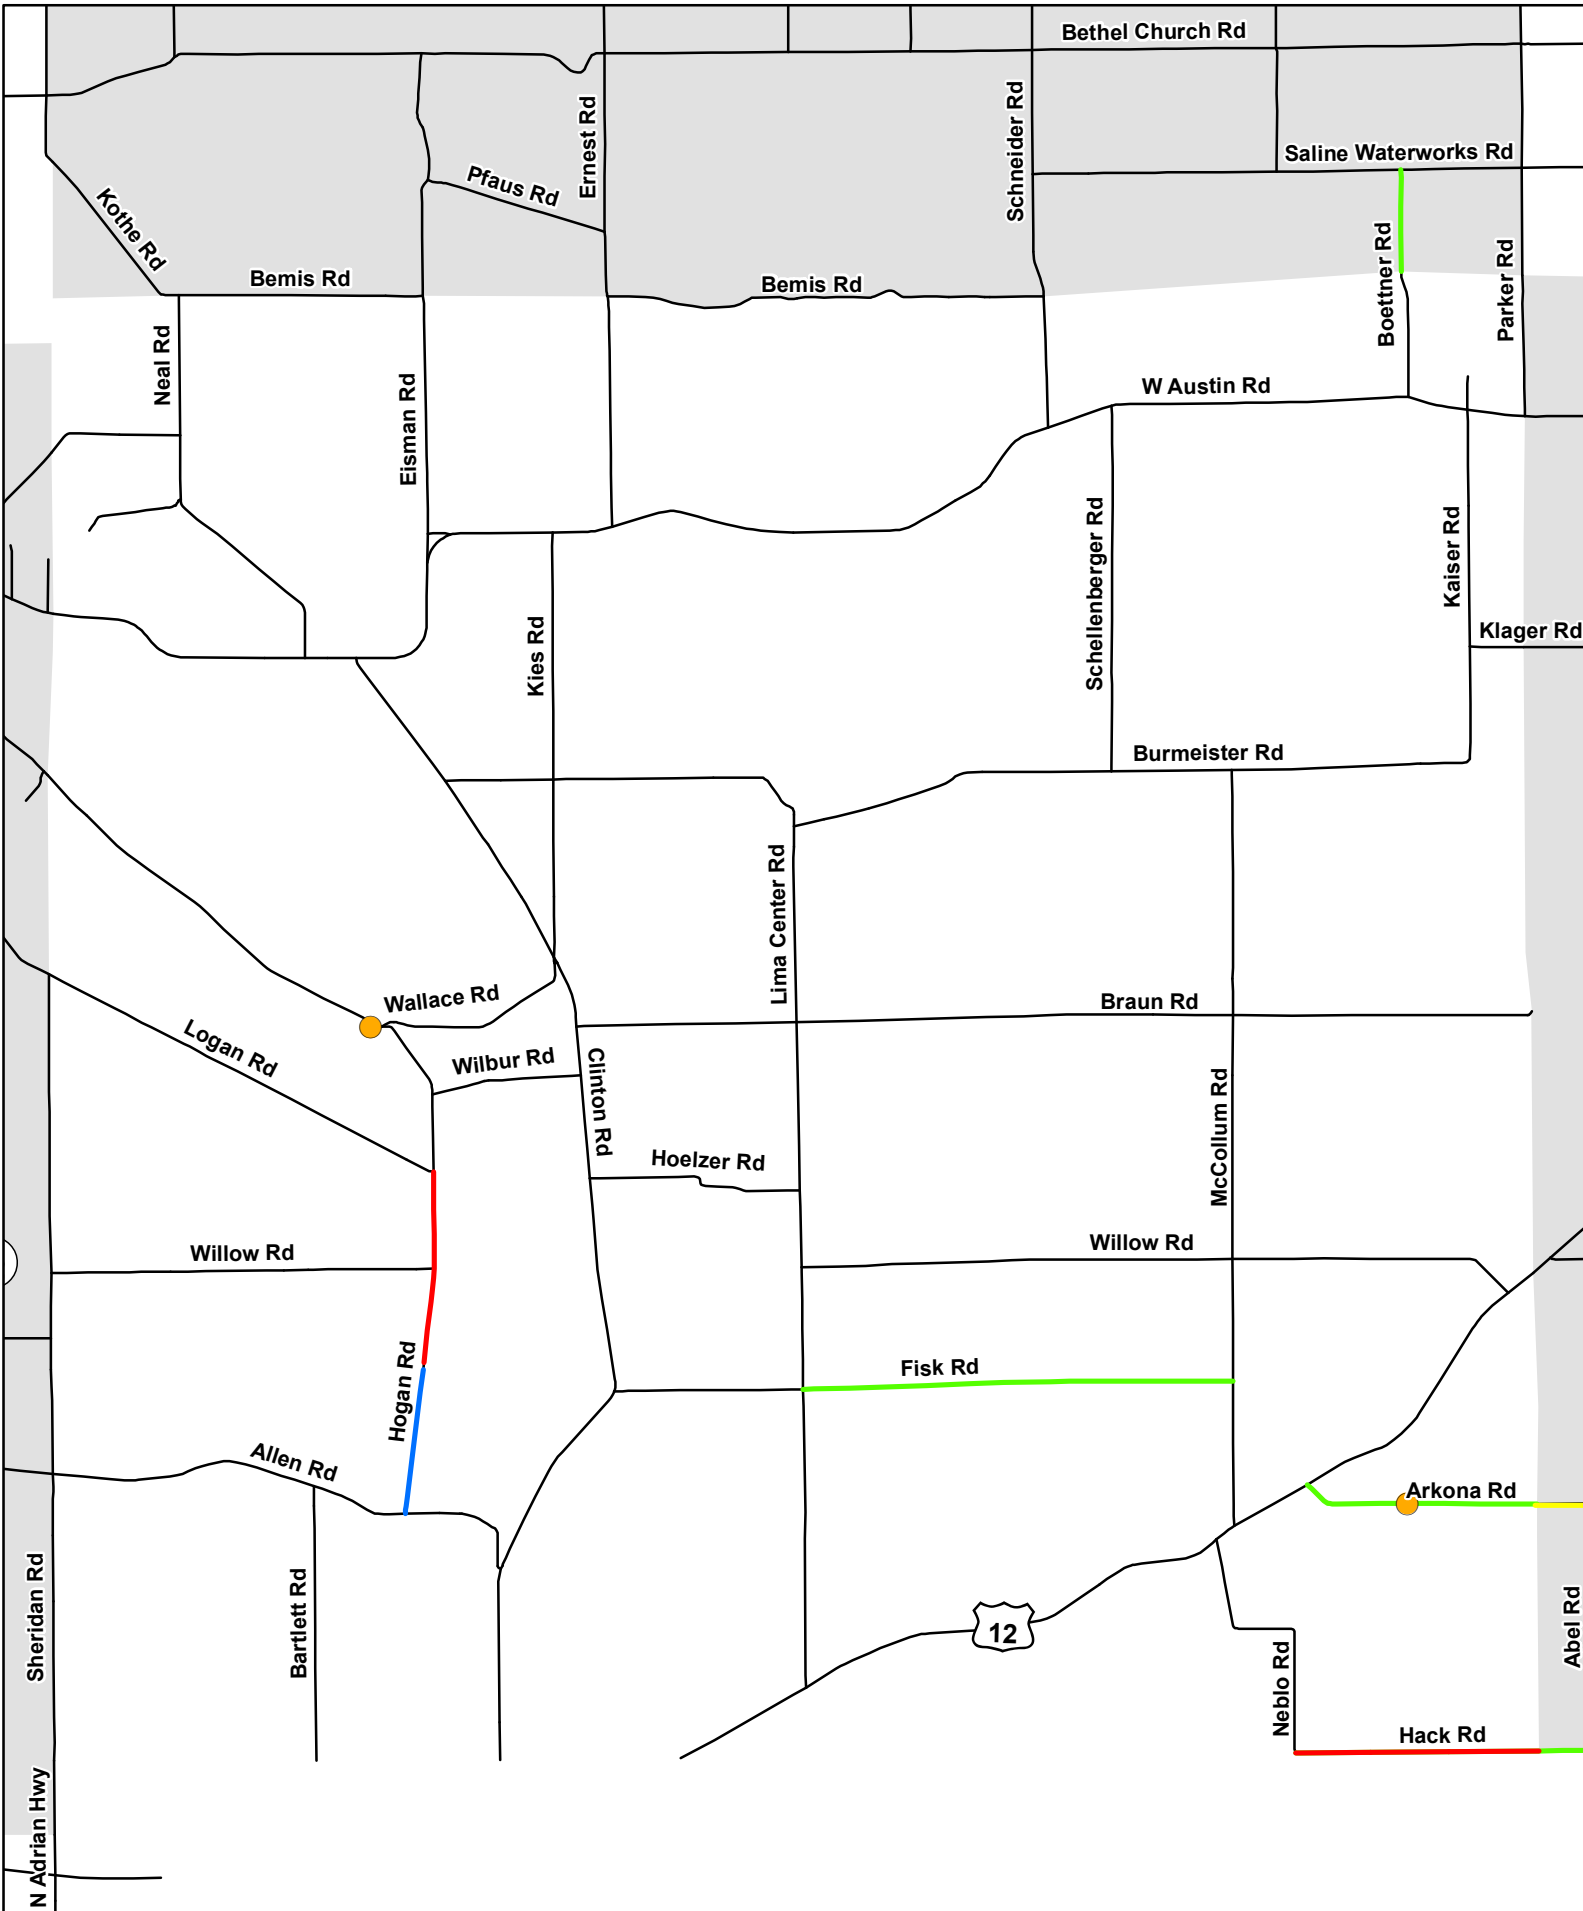 Bethel Church Rd
Schneider Rd
Ernest Rd
Saline Waterworks Rd
Pfaus Rd
Kothe Rd
Boettner Rd
Parker Rd
Bemis Rd
Bemis Rd
Neal Rd
Eisman Rd
W Austin Rd
Schellenberger Rd
Kaiser Rd
Kies Rd
Klager Rd
Burmeister Rd
Lima Center Rd
Wallace Rd
Braun Rd
Logan Rd
Wilbur Rd
Clinton Rd
McCollum Rd
Hoelzer Rd
Willow Rd
Willow Rd
Hogan Rd
Fisk Rd
Allen Rd
Arkona Rd
Sheridan Rd
Bartlett Rd
12
Abel Rd
Neblo Rd
Hack Rd
N Adrian Hwy